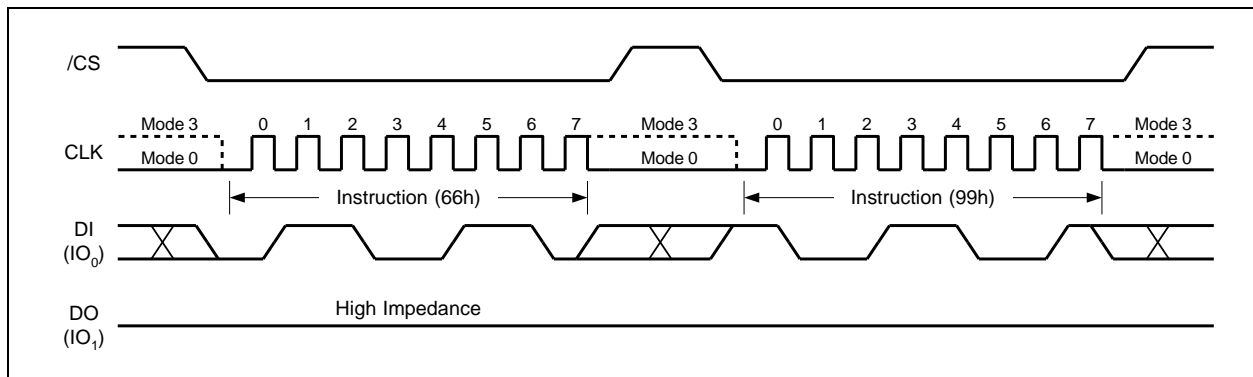 /CS
Mode 3 0 1 2 3 4 5 6 7 Mode 3 0 1 2 3 4 5 6 7 Mode 3
CLK Mode 0 Mode 0 Mode 0
Instruction (66h) Instruction (99h)
DI
(IO0)
DO High Impedance
(IO1)